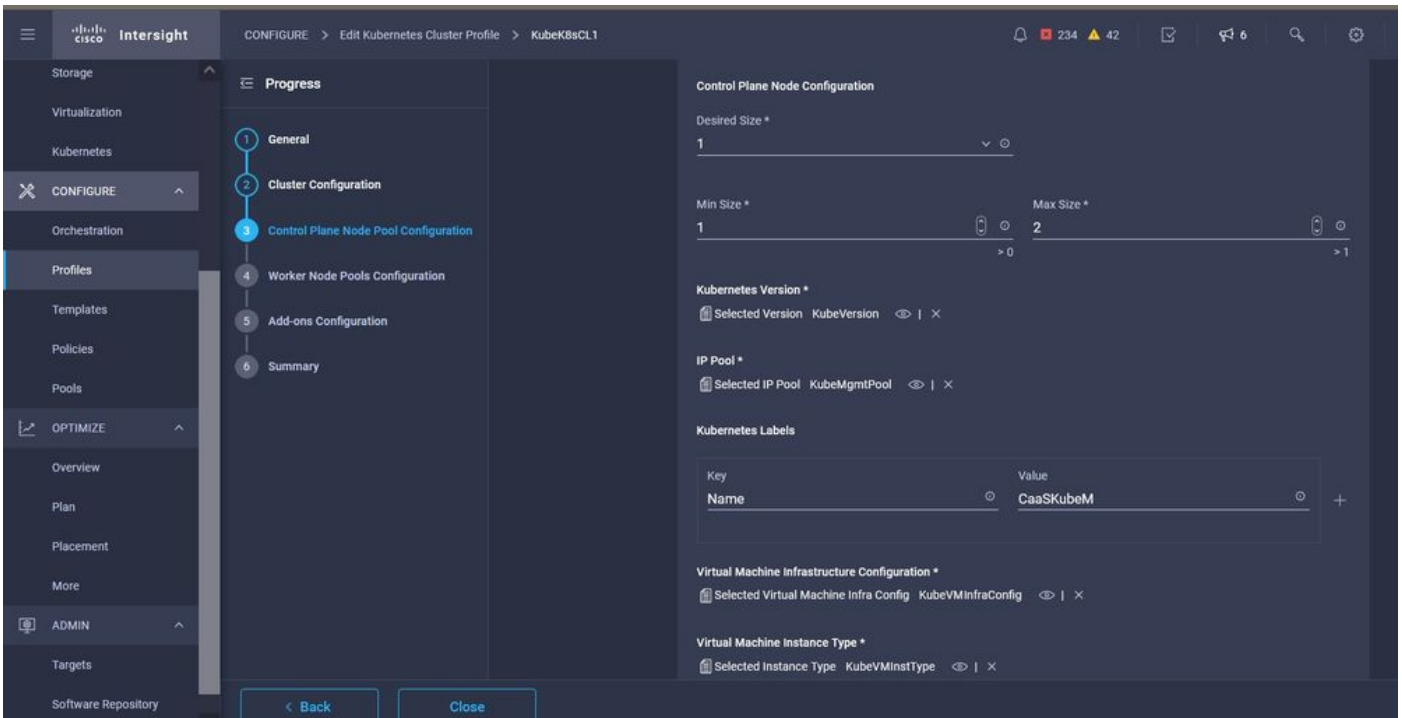 cisco Intersight
CONFIGURE > Edit Kubernetes Cluster Profile > KubeK8sCL1
234 42 6
Storage
Virtualization
Kubernetes
CONFIGURE
Orchestration
Profiles
Templates
Policies
Pools
OPTIMIZE
Overview
Plan
Placement
More
ADMIN
Targets
Software Repository
Progress
1 General
2 Cluster Configuration
3 Control Plane Node Pool Configuration
4 Worker Node Pools Configuration
5 Add-ons Configuration
6 Summary
Control Plane Node Configuration
Desired Size *
1
Min Size * Max Size *
1 2
> 0 > 1
Kubernetes Version *
Selected Version KubeVersion
IP Pool *
Selected IP Pool KubeMgmtPool
Kubernetes Labels
Key Value
Name CaaSKubeM
Virtual Machine Infrastructure Configuration *
Selected Virtual Machine Infra Config KubeVMInfraConfig
Virtual Machine Instance Type *
Selected Instance Type KubeVMInstType
< Back Close